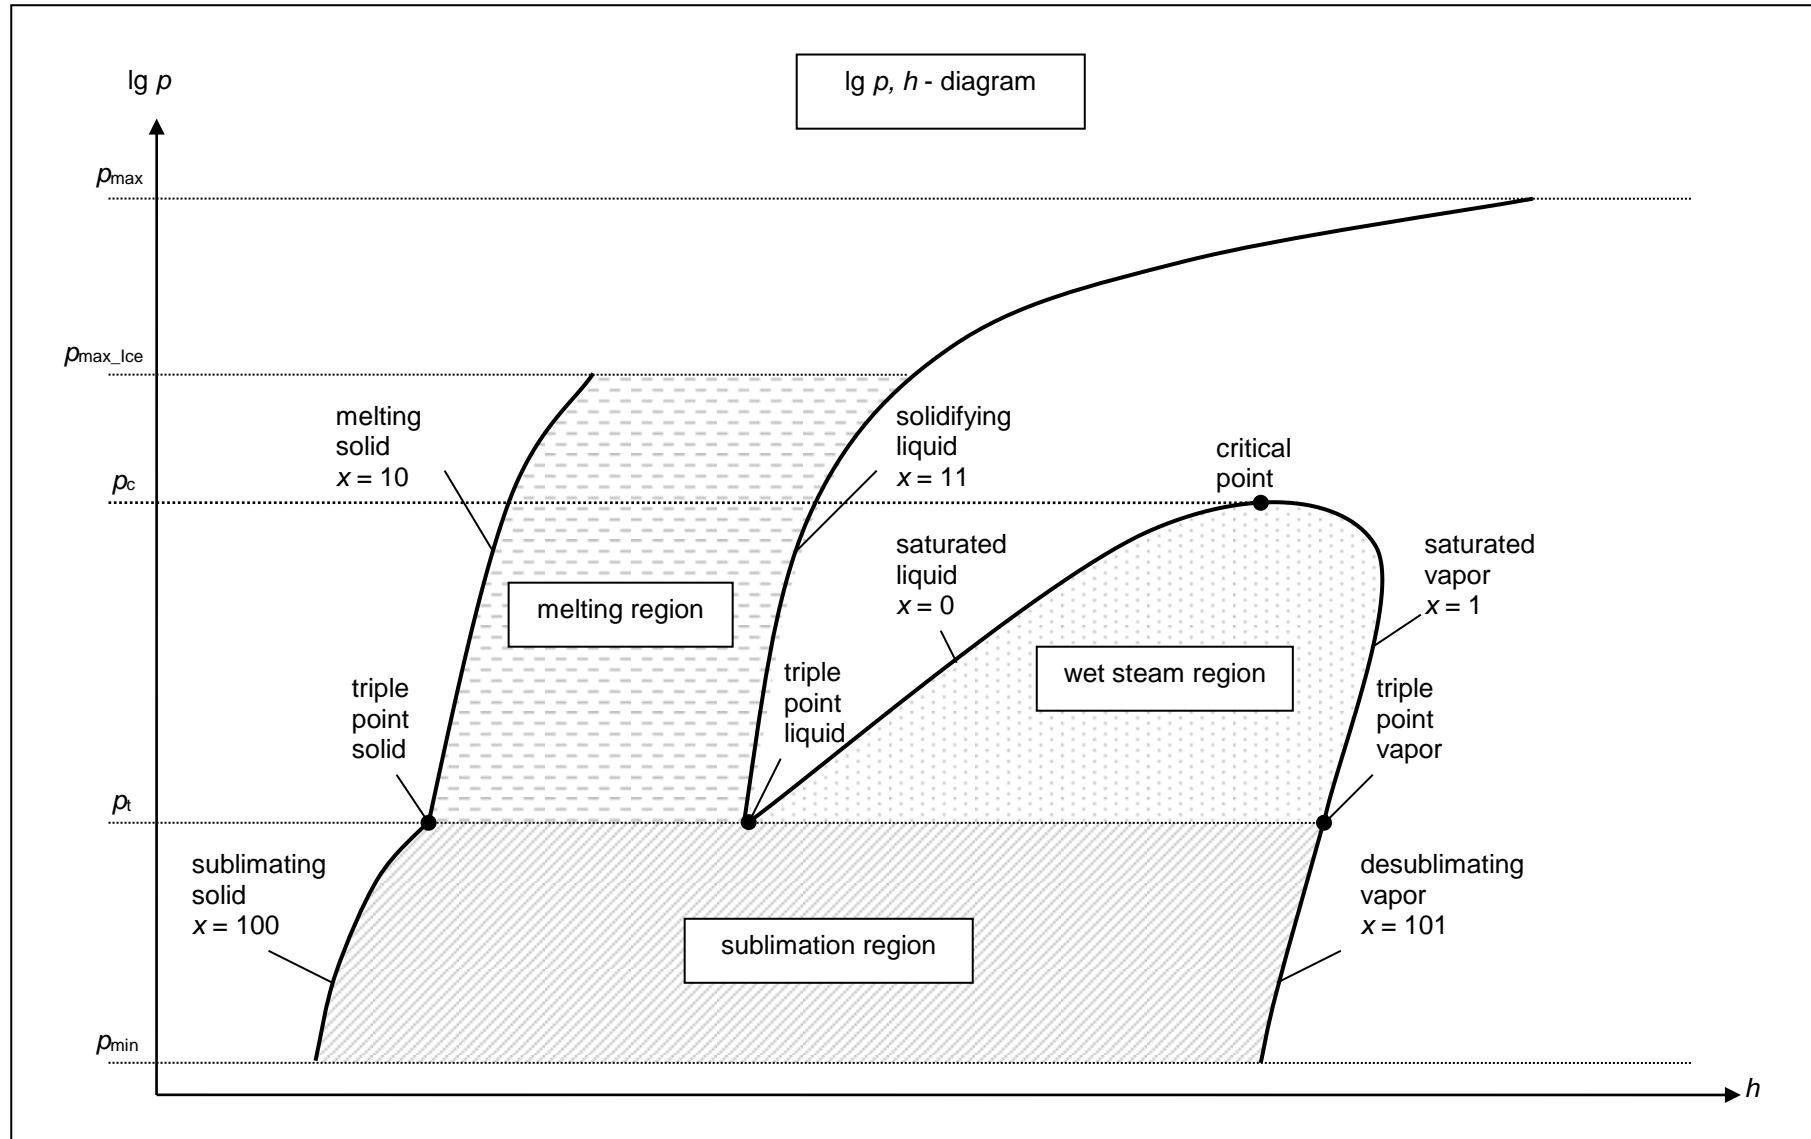 lg p, h - diagram
lg p
pmax
pmax_Ice
melting
solid
x = 10
solidifying
liquid
x = 11
critical
point
pc
saturated
liquid
x = 0
saturated
vapor
x = 1
melting region
wet steam region
triple
point
solid
triple
point
liquid
triple
point
vapor
pt
sublimating
solid
x = 100
desublimating
vapor
x = 101
sublimation region
pmin
h